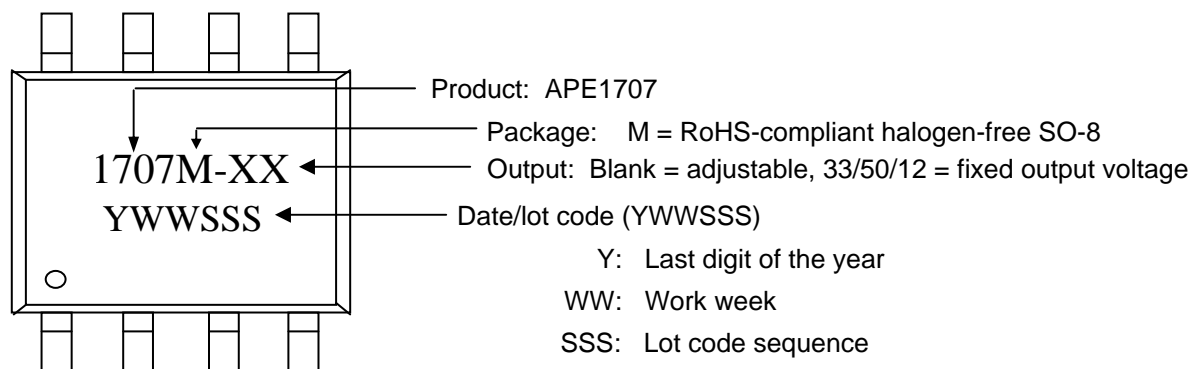 Product: APE1707
Package: M = RoHS-compliant halogen-free SO-8
1707M-XX
Output: Blank = adjustable, 33/50/12 = fixed output voltage
YWWSSS
Date/lot code (YWWSSS)
Y: Last digit of the year
WW: Work week
SSS: Lot code sequence